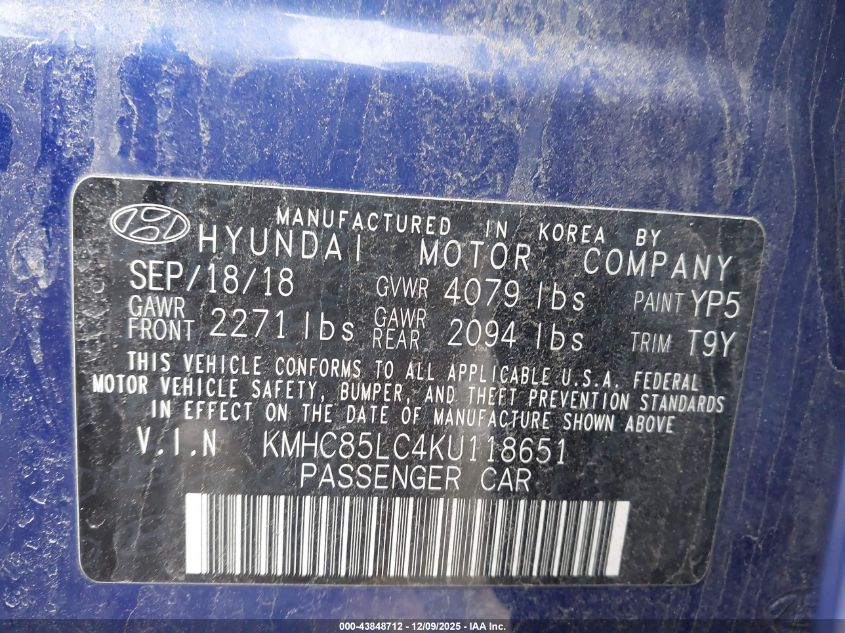 MANUFACTURED IN KOREA BY
HYUNDAI MOTOR COMPANY
SEP/18/18 GVWR 4079 lbs PAINT YP5
GAWR FRONT 2271 lbs GAWR REAR 2094 lbs TRIM T9Y
THIS VEHICLE CONFORMS TO ALL APPLICABLE U.S.A. FEDERAL
MOTOR VEHICLE SAFETY, BUMPER, AND THEFT PREVENTION STANDARDS
IN EFFECT ON THE DATE OF MANUFACTURE SHOWN ABOVE
V.I.N KMHC85LC4KU118651
PASSENGER CAR
000-43848712 - 12/09/2025 - IAA Inc.